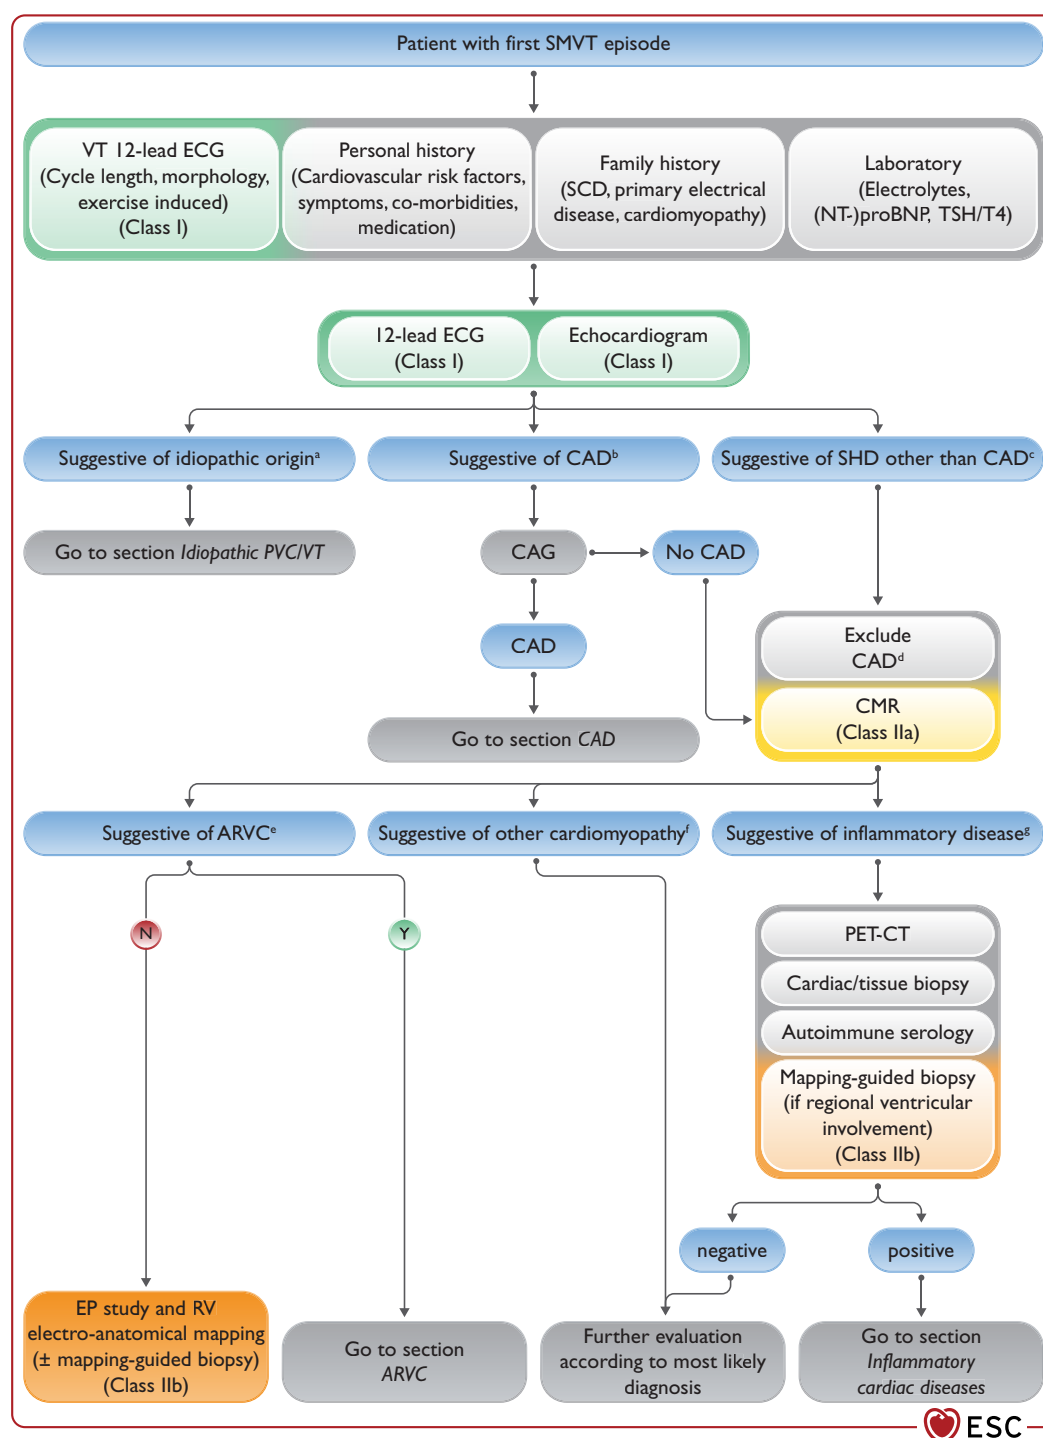 Patient with first SMVT episode
VT 12-lead ECG
(Cycle length, morphology,
exercise induced)
(Class I)
Personal history
(Cardiovascular risk factors,
symptoms, co-morbidities,
medication)
Family history
(SCD, primary electrical
disease, cardiomyopathy)
Laboratory
(Electrolytes,
(NT-)proBNP, TSH/T4)
12-lead ECG
(Class I)
Echocardiogram
(Class I)
Suggestive of idiopathic originᵃ
Suggestive of CADᵇ
Suggestive of SHD other than CADᶜ
Go to section Idiopathic PVC/VT
CAG
No CAD
CAD
Exclude
CADᵈ
CMR
(Class IIa)
Go to section CAD
Suggestive of ARVCᵉ
Suggestive of other cardiomyopathyᶠ
Suggestive of inflammatory diseaseᵍ
N
Y
PET-CT
Cardiac/tissue biopsy
Autoimmune serology
Mapping-guided biopsy
(if regional ventricular
involvement)
(Class IIb)
negative
positive
EP study and RV
electro-anatomical mapping
(± mapping-guided biopsy)
(Class IIb)
Go to section
ARVC
Further evaluation
according to most likely
diagnosis
Go to section
Inflammatory
cardiac diseases
ESC